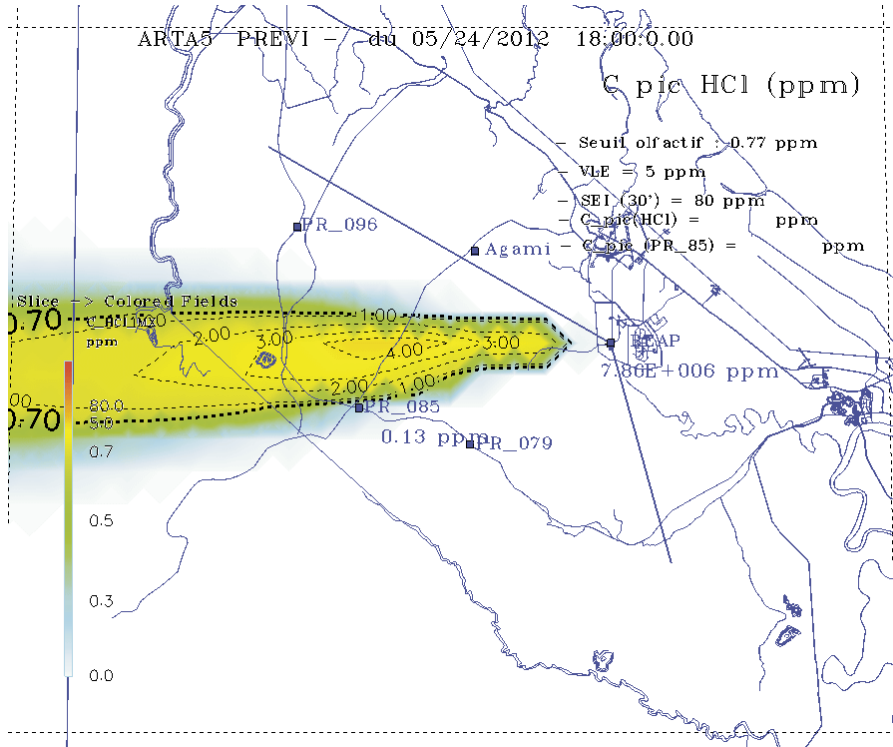 ARTA5 PREVI - du 05/24/2012 18:00:0.00
C pic HCl (ppm)
- Seuil olfactif : 0.77 ppm
- VLE = 5 ppm
- SEI (30') = 80 ppm
- C_pic(HCl) = ppm
- C_pic (PR_85) = ppm
PR_096
Agami
Slice -> Colored Fields
ppm
0.70
1.00
2.00
3.00
4.00
3.00
7.86E+006 ppm
2.00
1.00
PR_085
0.70
0.13 ppm
PR_079
80.0
5.0
0.7
0.5
0.3
0.0